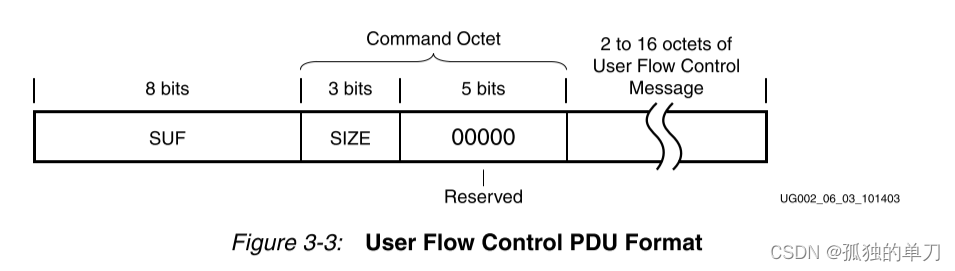 Command Octet
2 to 16 octets of
User Flow Control
Message
8 bits
3 bits
5 bits
SUF
SIZE
00000
Reserved
UG002_06_03_101403
Figure 3-3: User Flow Control PDU Format
CSDN @孤独的单刀